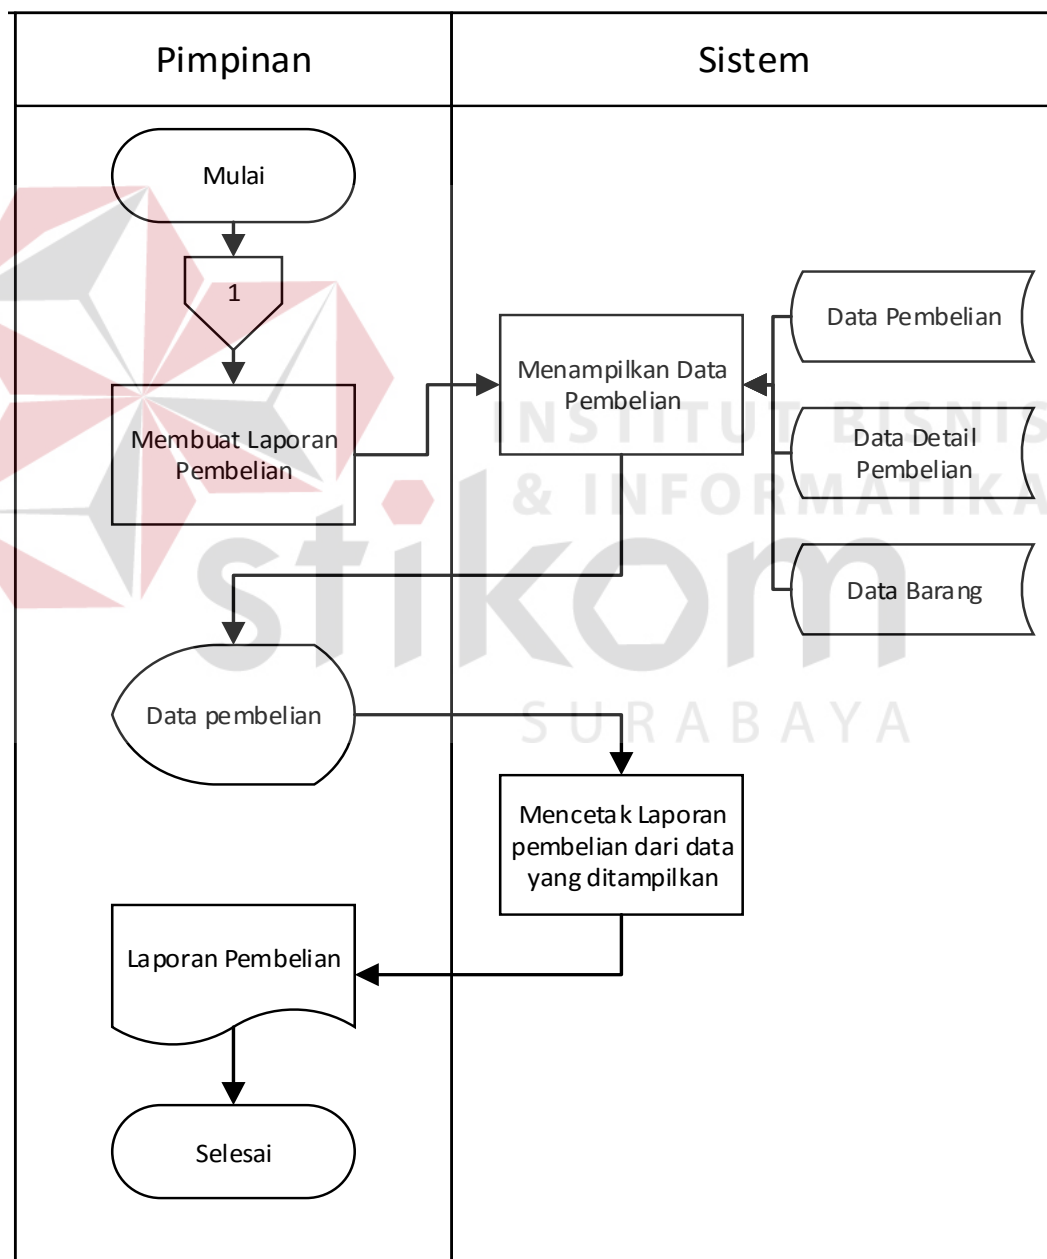 Pimpinan
Sistem
Mulai
1
Membuat Laporan
Pembelian
Menampilkan Data
Pembelian
Data Pembelian
Data Detail
Pembelian
Data Barang
INSTITUT BISNIS
& INFORMATIKA
stikom
SURABAYA
Data pembelian
Mencetak Laporan
pembelian dari data
yang ditampilkan
Laporan Pembelian
Selesai